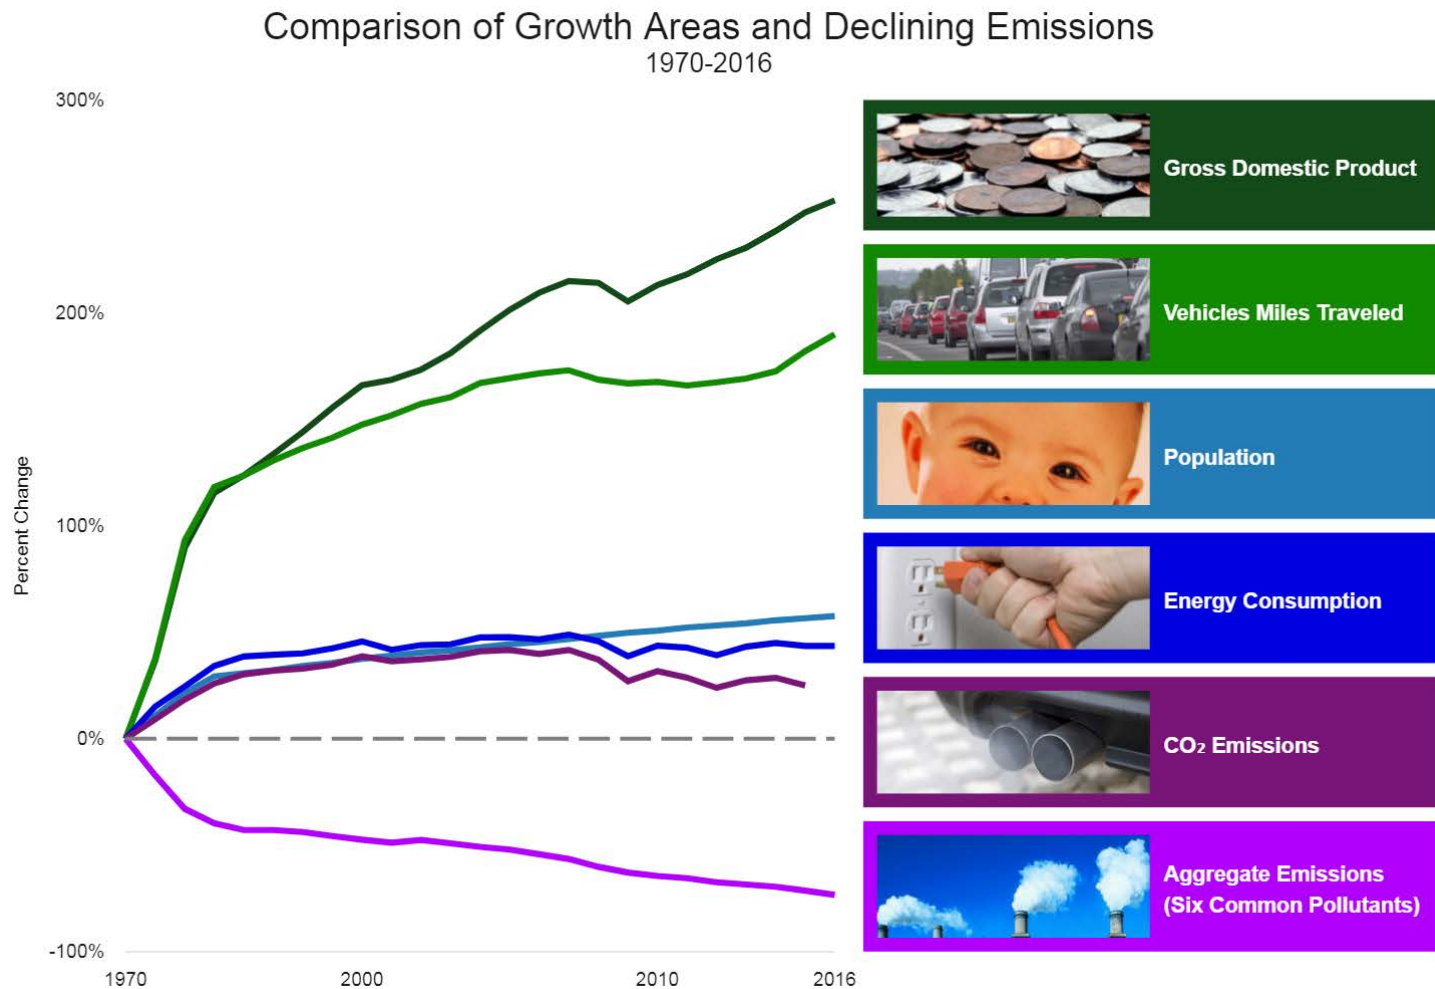 Comparison of Growth Areas and Declining Emissions
1970-2016
300%
200%
100%
0%
-100%
Percent Change
1970
2000
2010
2016
Gross Domestic Product
Vehicles Miles Traveled
Population
Energy Consumption
CO₂ Emissions
Aggregate Emissions
(Six Common Pollutants)